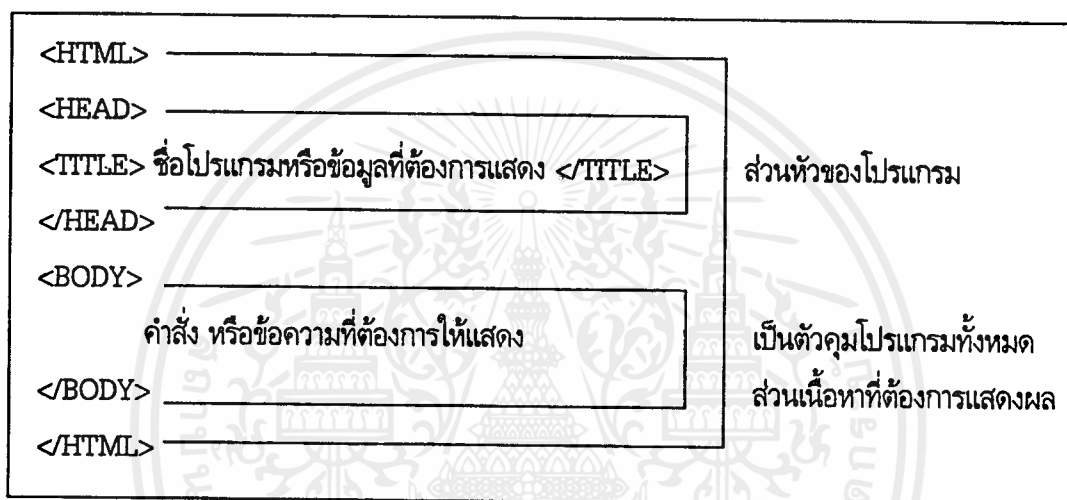 <HTML>
<HEAD>
<TITLE> ชื่อโปรแกรมหรือข้อมูลที่ต้องการแสดง </TITLE> ส่วนหัวของโปรแกรม
</HEAD>
<BODY>
คำสั่ง หรือข้อความที่ต้องการให้แสดง เป็นตัวคุมโปรแกรมทั้งหมด
</BODY> ส่วนเนื้อหาที่ต้องการแสดงผล
</HTML>